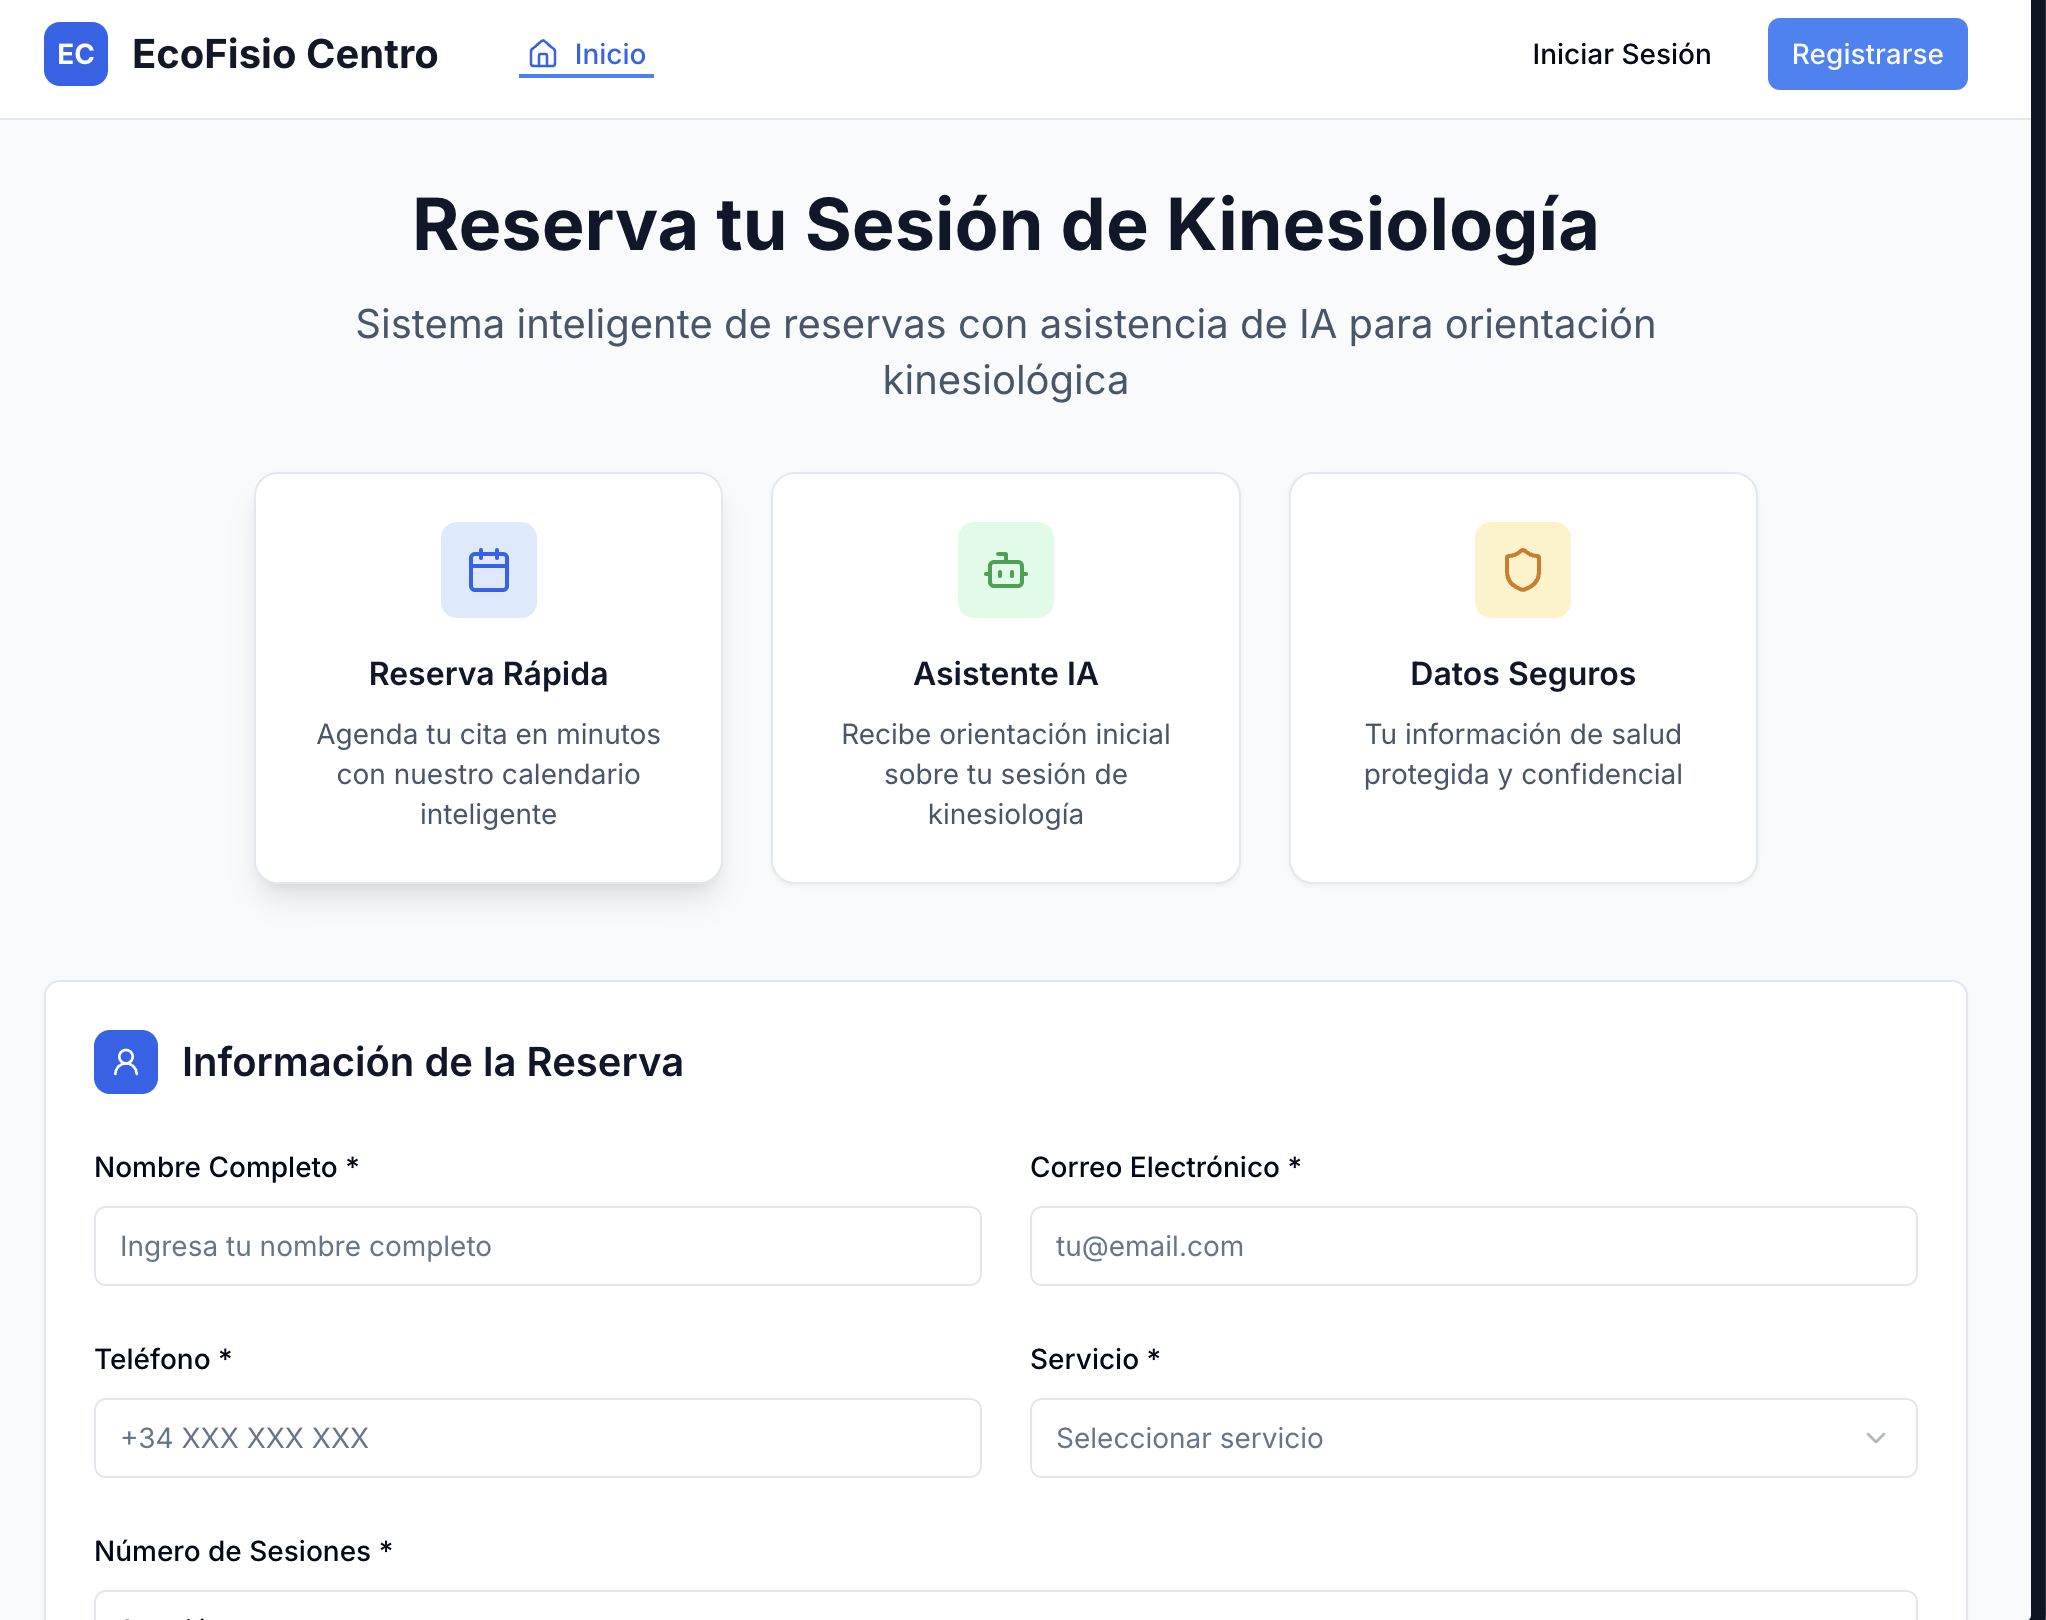 EC
EcoFisio Centro
Inicio
Iniciar Sesión
Registrarse
Reserva tu Sesión de Kinesiología
Sistema inteligente de reservas con asistencia de IA para orientación
kinesiológica
Reserva Rápida
Agenda tu cita en minutos
con nuestro calendario
inteligente
Asistente IA
Recibe orientación inicial
sobre tu sesión de
kinesiología
Datos Seguros
Tu información de salud
protegida y confidencial
Información de la Reserva
Nombre Completo *
Ingresa tu nombre completo
Correo Electrónico *
tu@email.com
Teléfono *
+34 XXX XXX XXX
Servicio *
Seleccionar servicio
Número de Sesiones *